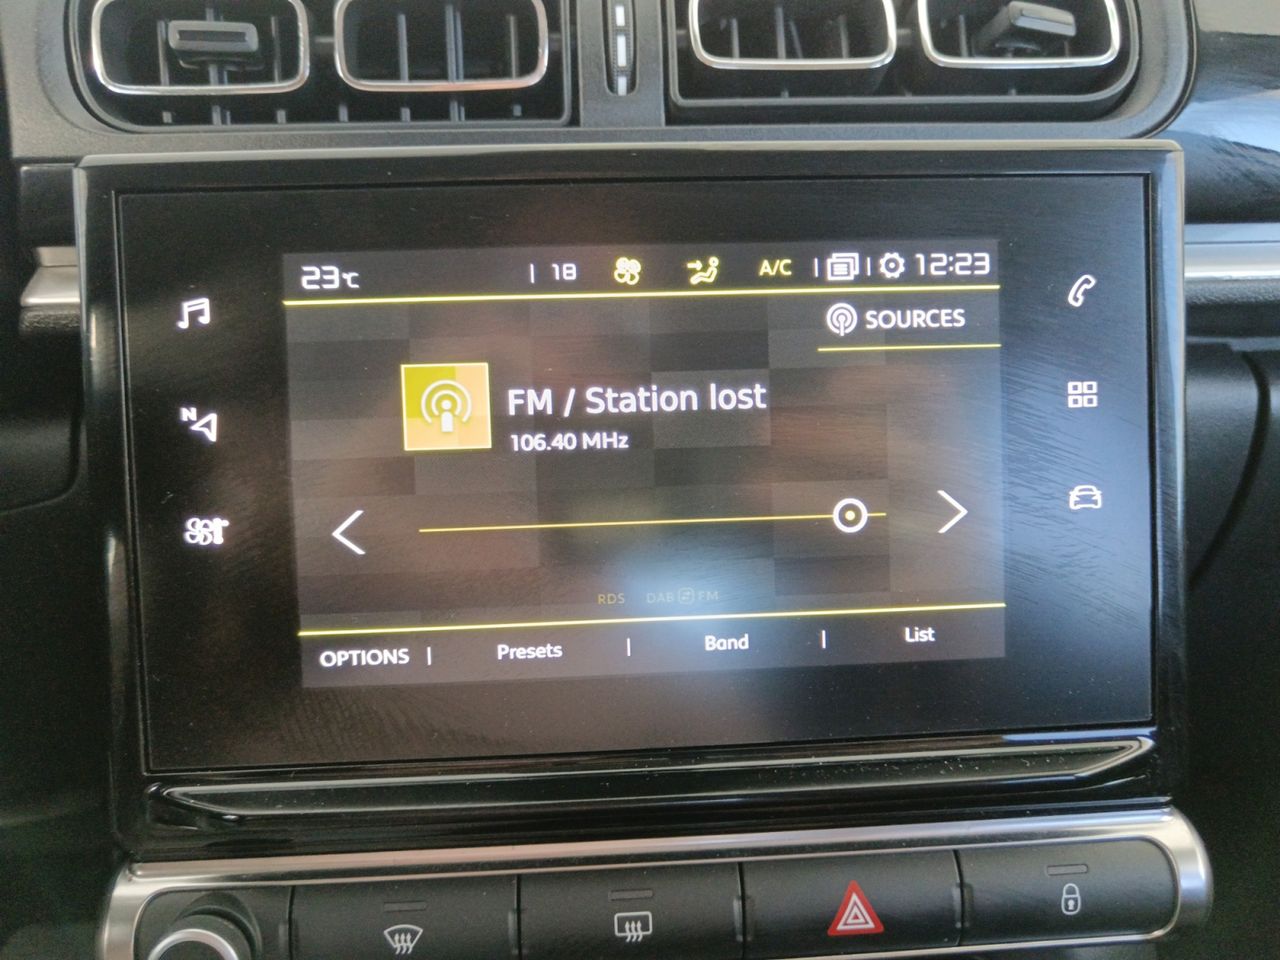 23°C | 18 A/C | | 12:23
SOURCES
FM / Station lost
106.40 MHz
N
RDS DAB FM
OPTIONS | Presets | Band | List